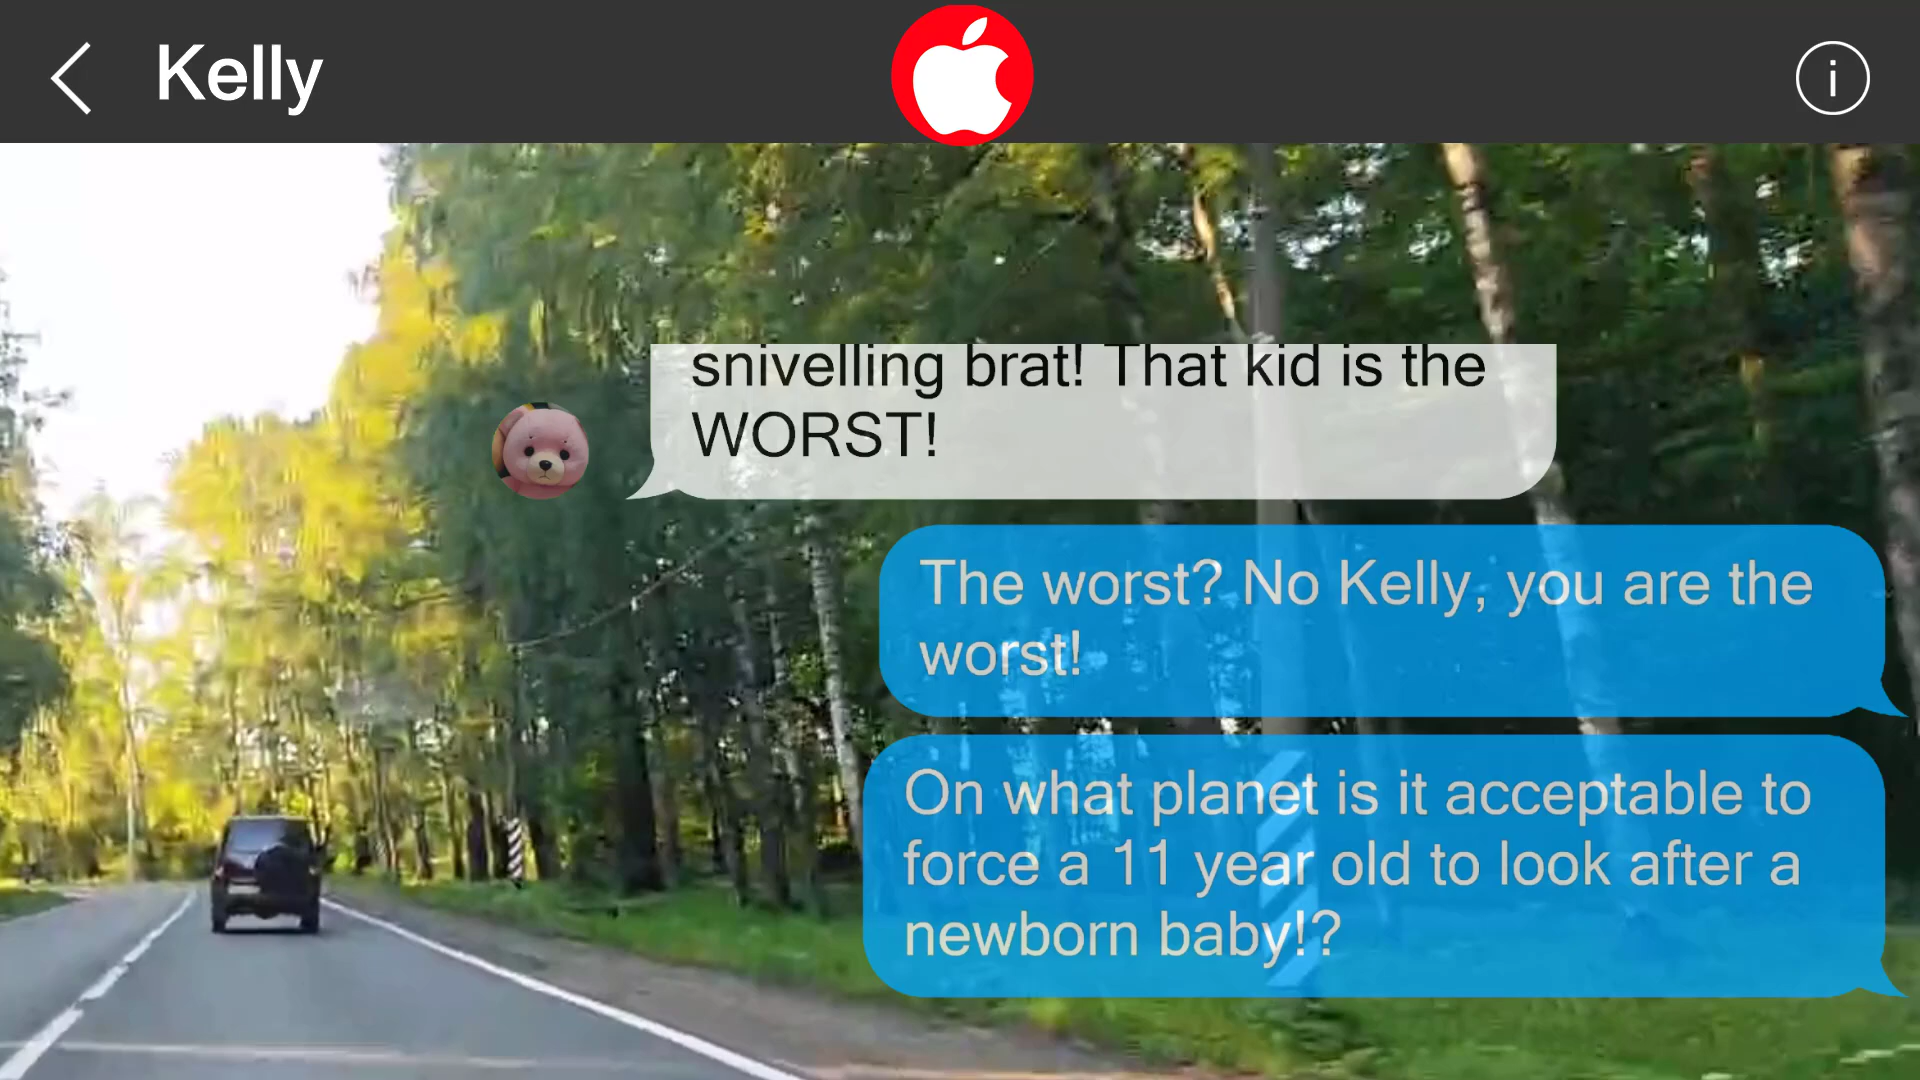 Kelly
snivelling brat! That kid is the
WORST!
The worst? No Kelly, you are the
worst!
On what planet is it acceptable to
force a 11 year old to look after a
newborn baby!?